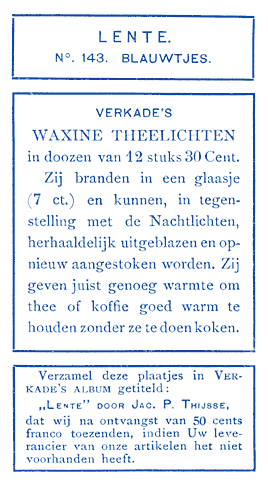 LENTE.
Nº. 143. BLAUWTJES.
VERKADE'S
WAXINE THEELICHTEN
in doozen van 12 stuks 30 Cent.
Zij branden in een glaasje
(7 ct.) en kunnen, in tegen-
stelling met de Nachtlichten,
herhaaldelijk uitgeblazen en op-
nieuw aangestoken worden. Zij
geven juist genoeg warmte om
thee of koffie goed warm te
houden zonder ze te doen koken.
Verzamel deze plaatjes in VER-
KADE'S ALBUM getiteld:
„LENTE" DOOR JAC. P. THIJSSE,
dat wij na ontvangst van 50 cents
franco toezenden, indien Uw leve-
rancier van onze artikelen het niet
voorhanden heeft.